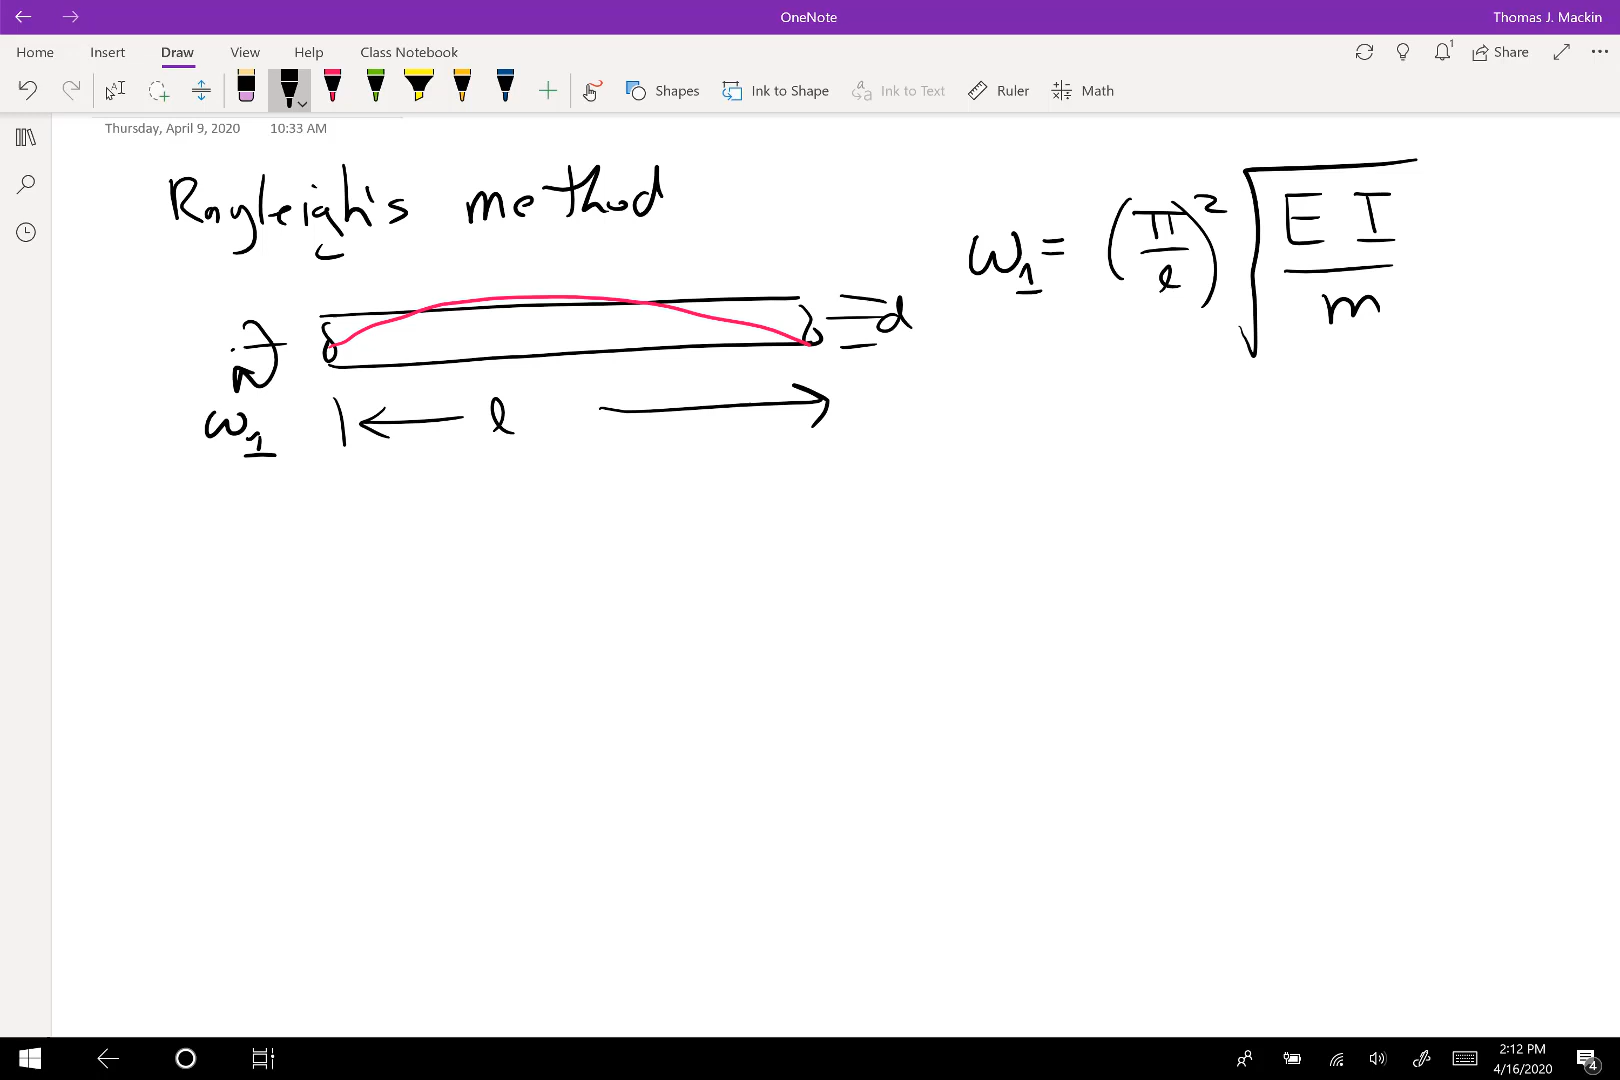 OneNote
Thomas J. Mackin
Home Insert Draw View Help Class Notebook
1 Share
Shapes Ink to Shape Ink to Text Ruler Math
Thursday, April 9, 2020 10:33 AM
Rayleigh's method
ω₁ = (π/l)² √(E I / m)
d
ω₁ l
2:12 PM
4/16/2020
4